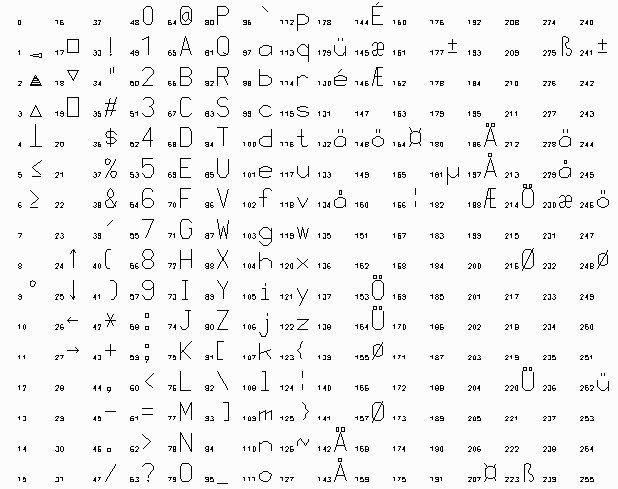 0 16 32 48 0 64 @ 80 P 96 ` 112 p 128 144 É 160 176 192 208 224 240
1 17 □ 33 ! 49 1 65 A 81 Q 97 a 113 q 129 ü 145 æ 161 177 ± 193 209 225 ß 241 ±
2 18 ▽ 34 " 50 2 66 B 82 R 98 b 114 r 130 é 146 Æ 162 178 194 210 226 242
3 △ 19 □ 35 # 51 3 67 C 83 S 99 c 115 s 131 147 163 179 195 211 227 243
4 ⊥ 20 36 $ 52 4 68 D 84 T 100 d 116 t 132 ä 148 ö 164 ¤ 180 196 Ä 212 228 ä 244
5 ≤ 21 37 % 53 5 69 E 85 U 101 e 117 u 133 149 165 181 µ 197 Å 213 229 å 245
6 ≥ 22 38 & 54 6 70 F 86 V 102 f 118 v 134 å 150 166 ¦ 182 198 Æ 214 Ö 230 æ 246 ö
7 23 39 ´ 55 7 71 G 87 W 103 g 119 w 135 151 167 183 199 215 231 247
8 24 ↑ 40 ( 56 8 72 H 88 X 104 h 120 x 136 152 168 184 200 216 Ø 232 248 ø
9 ° 25 ↓ 41 ) 57 9 73 I 89 Y 105 i 121 y 137 153 Ö 169 185 201 217 233 249
10 26 ← 42 * 58 : 74 J 90 Z 106 j 122 z 138 154 Ü 170 186 202 218 234 250
11 27 → 43 + 59 ; 75 K 91 [ 107 k 123 { 139 155 ø 171 187 203 219 235 251
12 28 44 , 60 < 76 L 92 \ 108 l 124 ¦ 140 156 172 188 204 220 Ü 236 252 ü
13 29 45 - 61 = 77 M 93 ] 109 m 125 } 141 157 Ø 173 189 205 221 237 253
14 30 46 . 62 > 78 N 94 110 n 126 ~ 142 Ä 158 174 190 206 222 238 254
15 31 47 / 63 ? 79 O 95 _ 111 o 127 143 Å 159 175 191 207 ¤ 223 ß 239 255